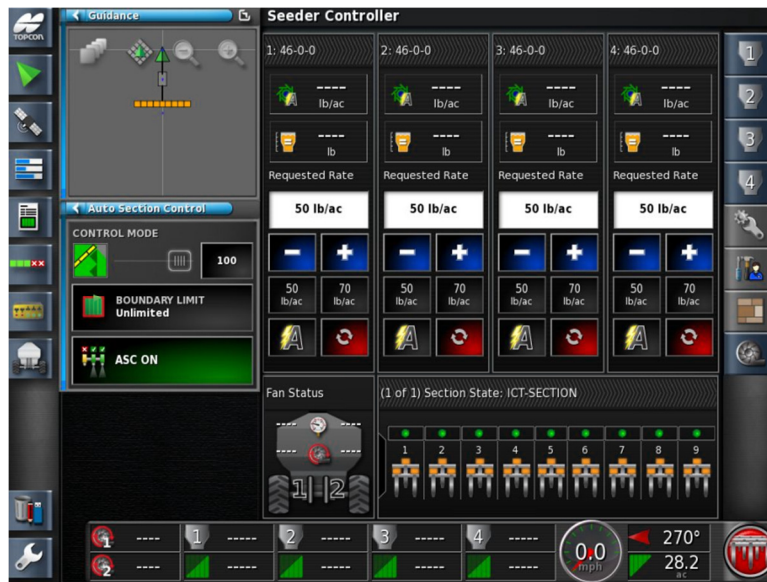 TOPCON
Guidance
Auto Section Control
CONTROL MODE
100
BOUNDARY LIMIT
Unlimited
ASC ON
Seeder Controller
1: 46-0-0
2: 46-0-0
3: 46-0-0
4: 46-0-0
----
lb/ac
----
lb/ac
----
lb/ac
----
lb/ac
----
lb
----
lb
----
lb
----
lb
Requested Rate
Requested Rate
Requested Rate
Requested Rate
50 lb/ac
50 lb/ac
50 lb/ac
50 lb/ac
50
lb/ac
70
lb/ac
50
lb/ac
70
lb/ac
50
lb/ac
70
lb/ac
50
lb/ac
70
lb/ac
A
A
A
A
Fan Status
---- ----
---- ----
1 2
(1 of 1) Section State: ICT-SECTION
1 2 3 4 5 6 7 8 9
1
2
3
4
1 ---- 1 ----- 2 ----- 3 ----- 4 -----
2 ---- ----- ----- ----- -----
0.0
mph
270°
28.2
ac